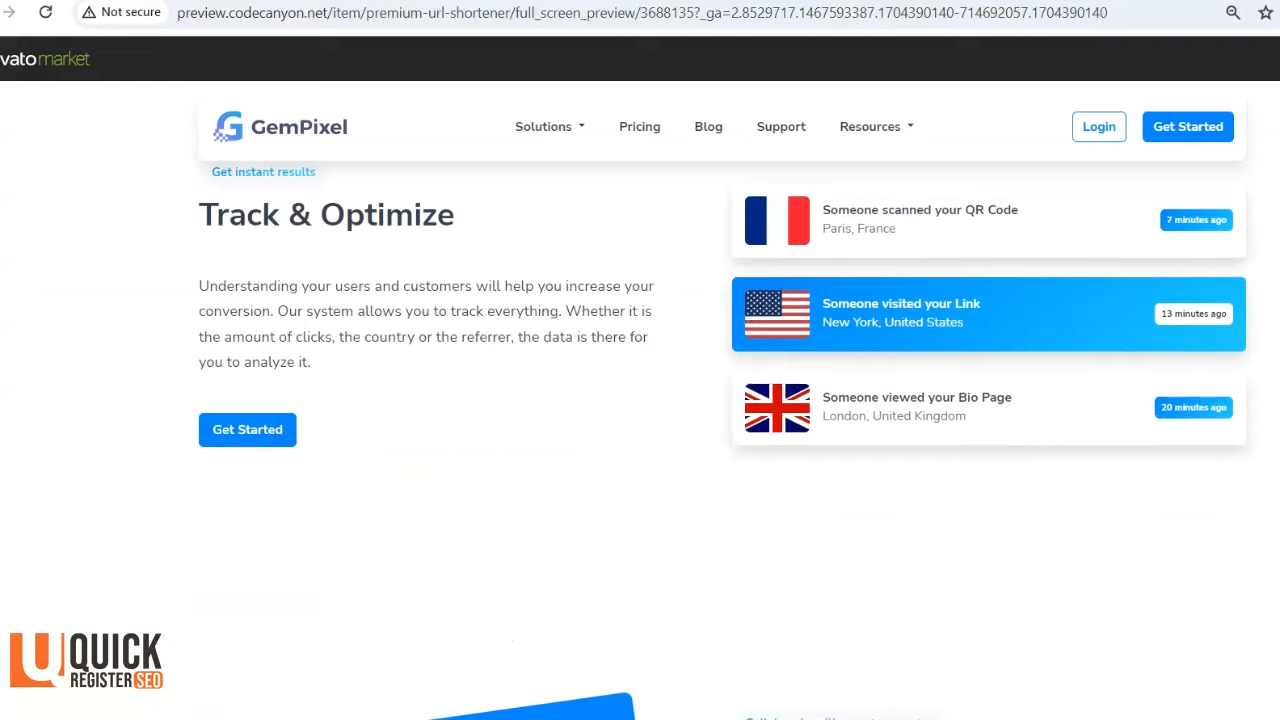 Not secure
preview.codecanyon.net/item/premium-url-shortener/full_screen_preview/3688135?_ga=2.8529717.1467593387.1704390140-714692057.1704390140
vatomarket
GemPixel
Solutions
Pricing
Blog
Support
Resources
Login
Get Started
Get instant results
Track & Optimize
Understanding your users and customers will help you increase your
conversion. Our system allows you to track everything. Whether it is
the amount of clicks, the country or the referrer, the data is there for
you to analyze it.
Get Started
Someone scanned your QR Code
Paris, France
7 minutes ago
Someone visited your Link
New York, United States
13 minutes ago
Someone viewed your Bio Page
London, United Kingdom
20 minutes ago
QUICK
REGISTER SEO